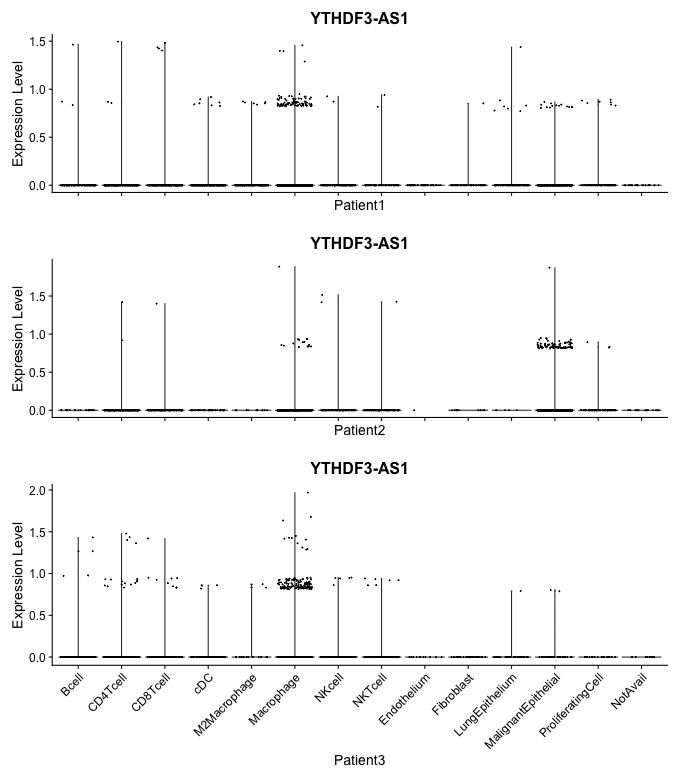 YTHDF3-AS1
Expression Level
1.5
1.0
0.5
0.0
Patient1
YTHDF3-AS1
Expression Level
1.5
1.0
0.5
0.0
Patient2
YTHDF3-AS1
Expression Level
2.0
1.5
1.0
0.5
0.0
Bcell
CD4Tcell
CD8Tcell
cDC
M2Macrophage
Macrophage
NKcell
NKTcell
Endothelium
Fibroblast
LungEpithelium
MalignantEpithelial
ProliferatingCell
NotAvail
Patient3